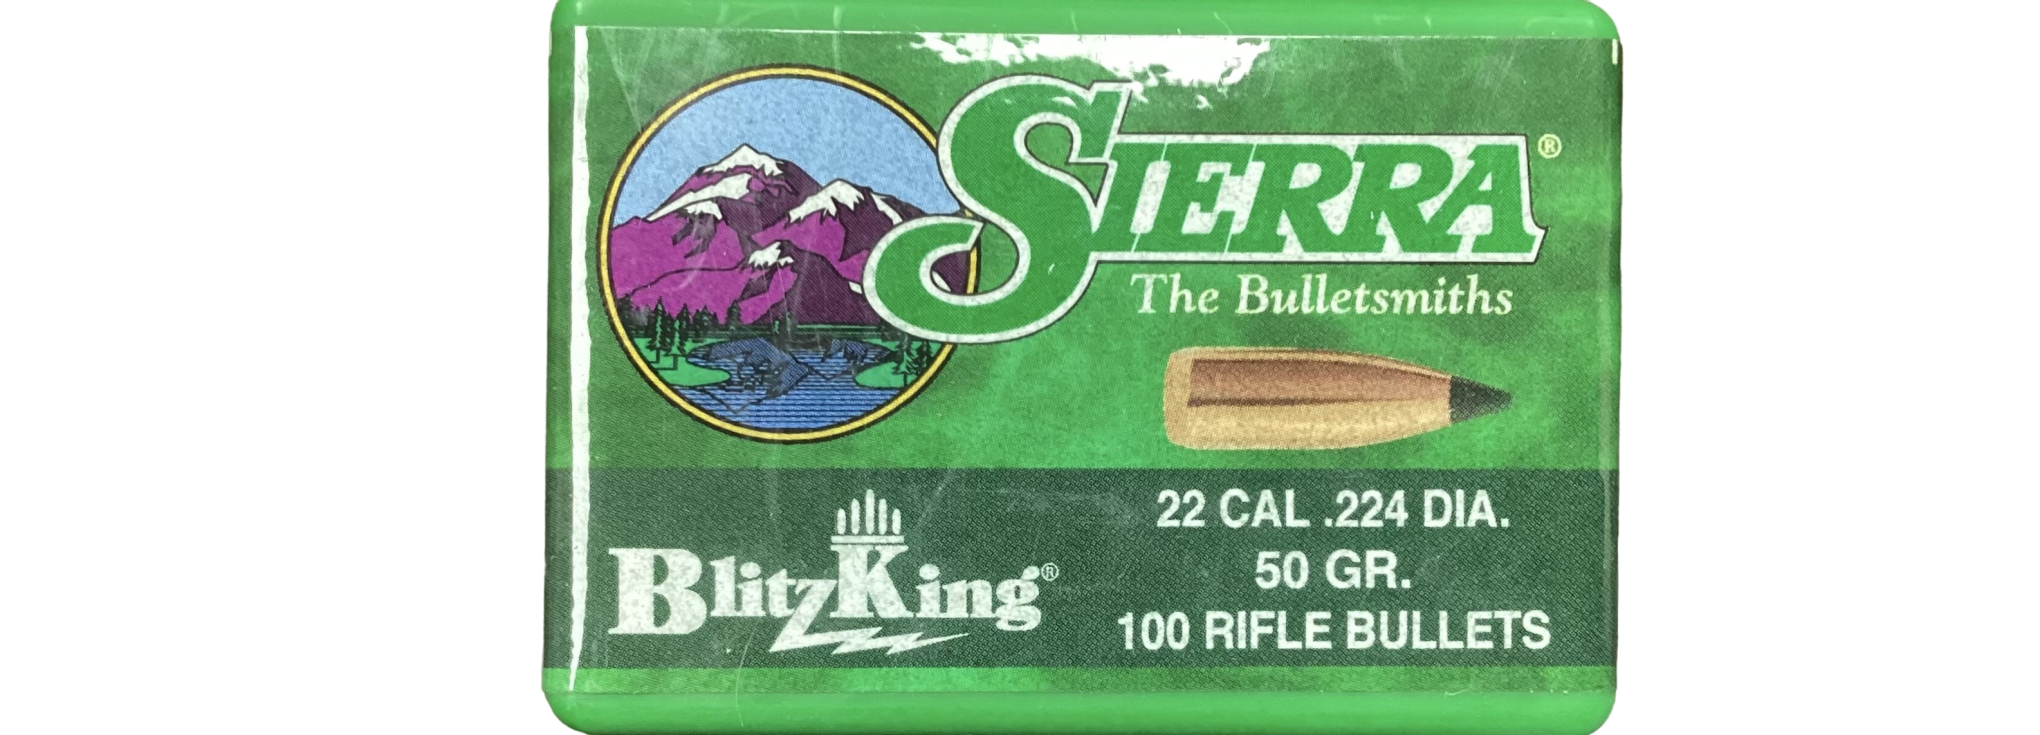 SIERRA®
The Bulletsmiths
BlitzKing®
22 CAL .224 DIA.
50 GR.
100 RIFLE BULLETS